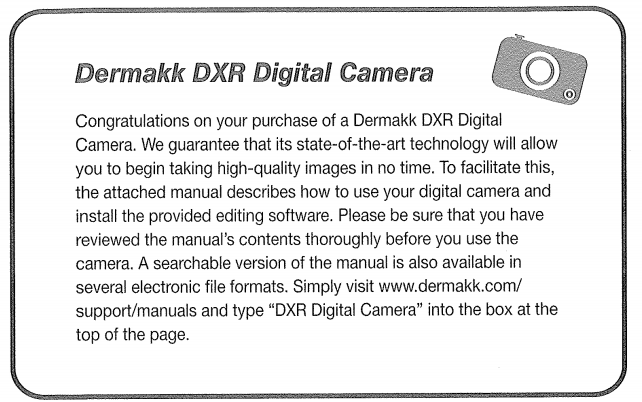 Dermakk DXR Digital Camera
Congratulations on your purchase of a Dermakk DXR Digital
Camera. We guarantee that its state-of-the-art technology will allow
you to begin taking high-quality images in no time. To facilitate this,
the attached manual describes how to use your digital camera and
install the provided editing software. Please be sure that you have
reviewed the manual's contents thoroughly before you use the
camera. A searchable version of the manual is also available in
several electronic file formats. Simply visit www.dermakk.com/
support/manuals and type “DXR Digital Camera” into the box at the
top of the page.